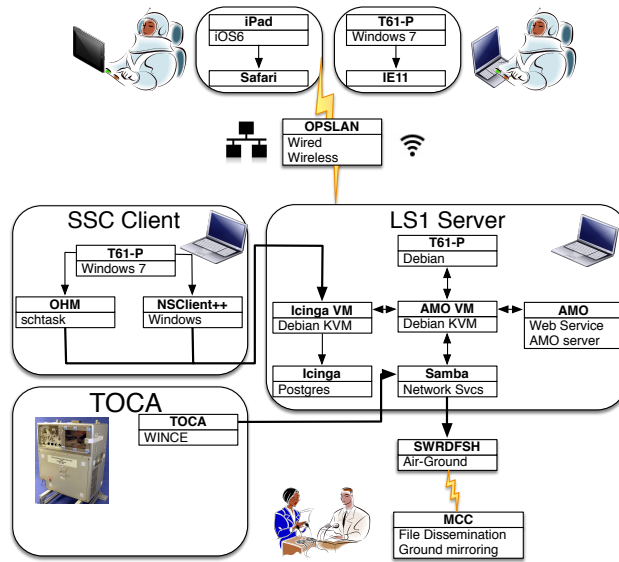 iPad
iOS6
Safari
T61-P
Windows 7
IE11
OPSLAN
Wired
Wireless
SSC Client
T61-P
Windows 7
OHM
schtask
NSClient++
Windows
LS1 Server
T61-P
Debian
Icinga VM
Debian KVM
AMO VM
Debian KVM
AMO
Web Service
AMO server
Icinga
Postgres
Samba
Network Svcs
TOCA
TOCA
WINCE
SWRDFSH
Air-Ground
MCC
File Dissemination
Ground mirroring